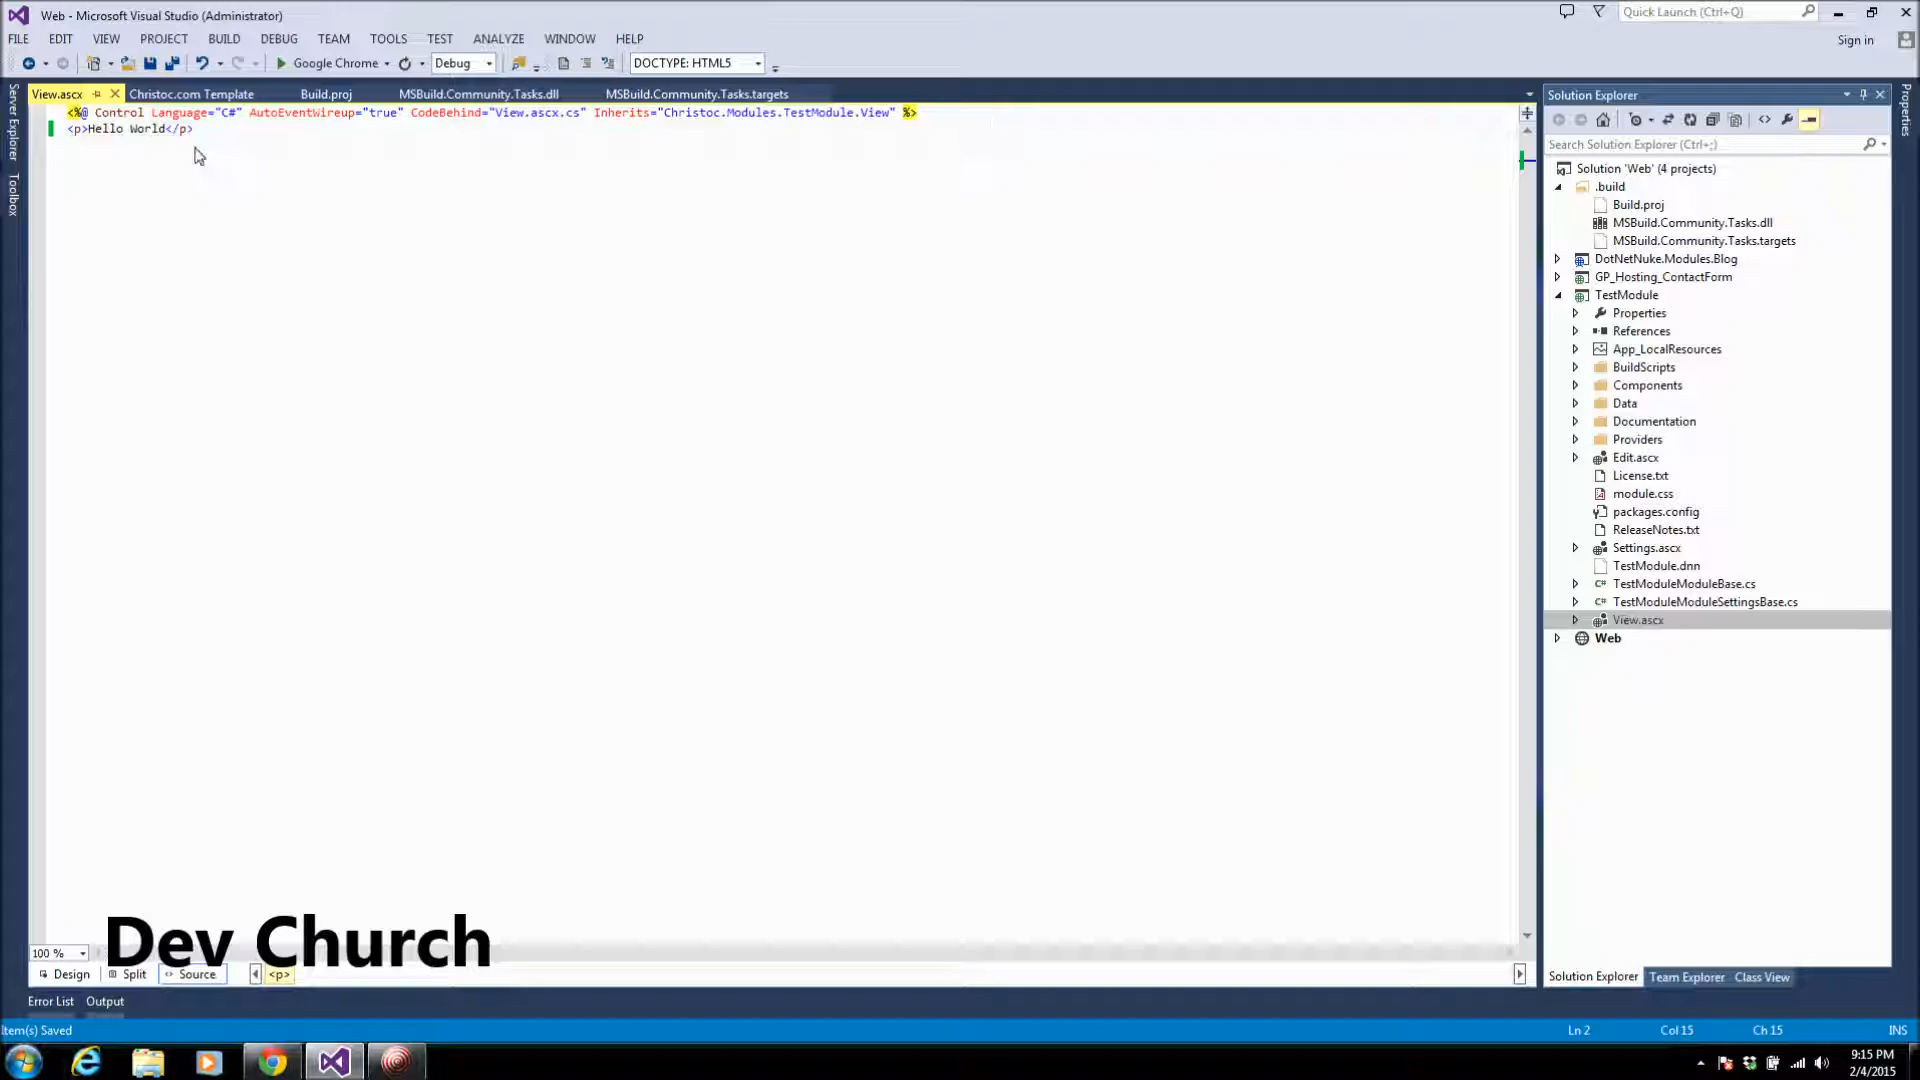 Web - Microsoft Visual Studio (Administrator)
Quick Launch (Ctrl+Q)
FILE EDIT VIEW PROJECT BUILD DEBUG TEAM TOOLS TEST ANALYZE WINDOW HELP
Sign in
Google Chrome Debug DOCTYPE: HTML5
View.ascx Christoc.com Template Build.proj MSBuild.Community.Tasks.dll MSBuild.Community.Tasks.targets
<%@ Control Language="C#" AutoEventWireup="true" CodeBehind="View.ascx.cs" Inherits="Christoc.Modules.TestModule.View" %>
<p>Hello World</p>
Server Explorer
Toolbox
Solution Explorer
Search Solution Explorer (Ctrl+;)
Solution 'Web' (4 projects)
.build
Build.proj
MSBuild.Community.Tasks.dll
MSBuild.Community.Tasks.targets
DotNetNuke.Modules.Blog
GP_Hosting_ContactForm
TestModule
Properties
References
App_LocalResources
BuildScripts
Components
Data
Documentation
Providers
Edit.ascx
License.txt
module.css
packages.config
ReleaseNotes.txt
Settings.ascx
TestModule.dnn
TestModuleModuleBase.cs
TestModuleModuleSettingsBase.cs
View.ascx
Web
Properties
Dev Church
100 %
Design Split Source <p>
Solution Explorer Team Explorer Class View
Error List Output
Item(s) Saved
Ln 2 Col 15 Ch 15 INS
9:15 PM
2/4/2015